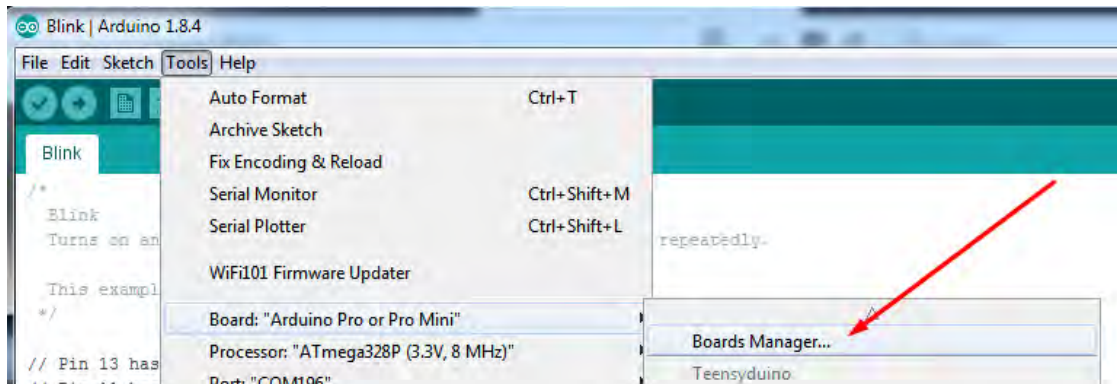 Blink | Arduino 1.8.4
File Edit Sketch Tools Help
Auto Format Ctrl+T
Archive Sketch
Fix Encoding & Reload
Serial Monitor Ctrl+Shift+M
Serial Plotter Ctrl+Shift+L
WiFi101 Firmware Updater
Board: "Arduino Pro or Pro Mini"
Processor: "ATmega328P (3.3V, 8 MHz)"
Port: "COM196"
Boards Manager...
Teensyduino
Blink
/*
Blink
Turns on an repeatedly.
This exampl
*/
// Pin 13 has